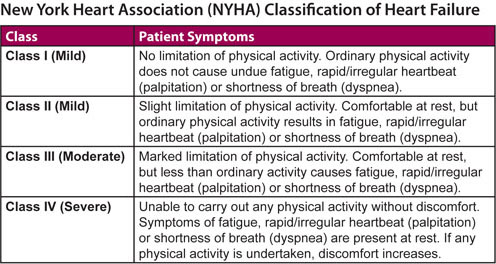 New York Heart Association (NYHA) Classification of Heart Failure
Class Patient Symptoms
Class I (Mild) No limitation of physical activity. Ordinary physical activity
does not cause undue fatigue, rapid/irregular heartbeat
(palpitation) or shortness of breath (dyspnea).
Class II (Mild) Slight limitation of physical activity. Comfortable at rest, but
ordinary physical activity results in fatigue, rapid/irregular
heartbeat (palpitation) or shortness of breath (dyspnea).
Class III (Moderate) Marked limitation of physical activity. Comfortable at rest,
but less than ordinary activity causes fatigue, rapid/irregular
heartbeat (palpitation) or shortness of breath (dyspnea).
Class IV (Severe) Unable to carry out any physical activity without discomfort.
Symptoms of fatigue, rapid/irregular heartbeat (palpitation)
or shortness of breath (dyspnea) are present at rest. If any
physical activity is undertaken, discomfort increases.